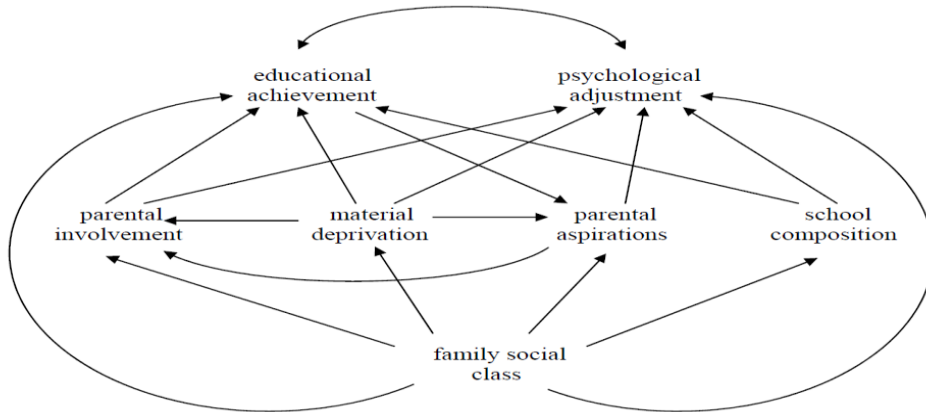 educational
achievement
psychological
adjustment
parental
involvement
material
deprivation
parental
aspirations
school
composition
family social
class